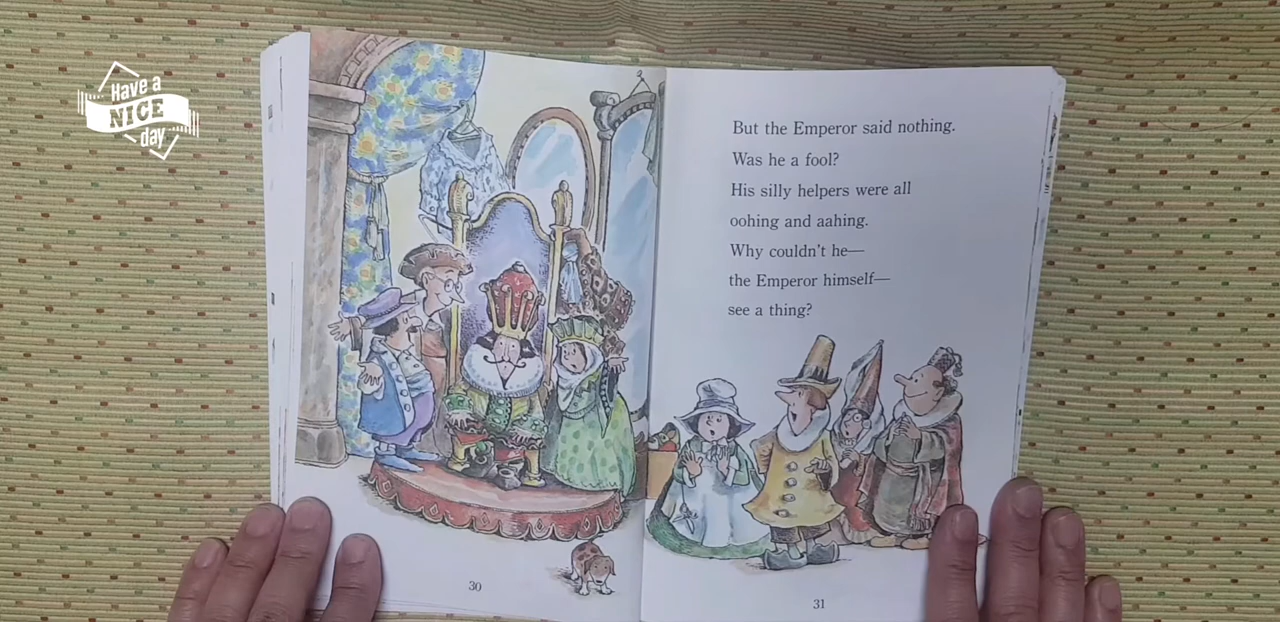 Have a
NICE
day
But the Emperor said nothing.
Was he a fool?
His silly helpers were all
oohing and aahing.
Why couldn't he—
the Emperor himself—
see a thing?
30
31